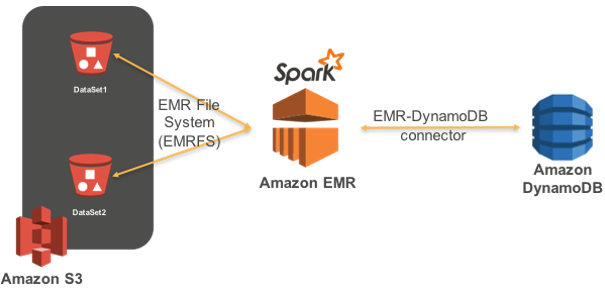 DataSet1
EMR File
System
(EMRFS)
DataSet2
Amazon S3
Spark
Amazon EMR
EMR-DynamoDB
connector
Amazon
DynamoDB